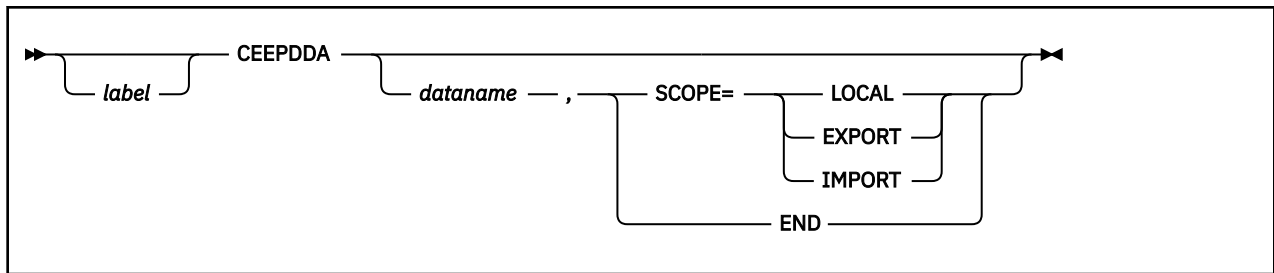 CEEPDDA
label
dataname ,
SCOPE= LOCAL
EXPORT
IMPORT
END